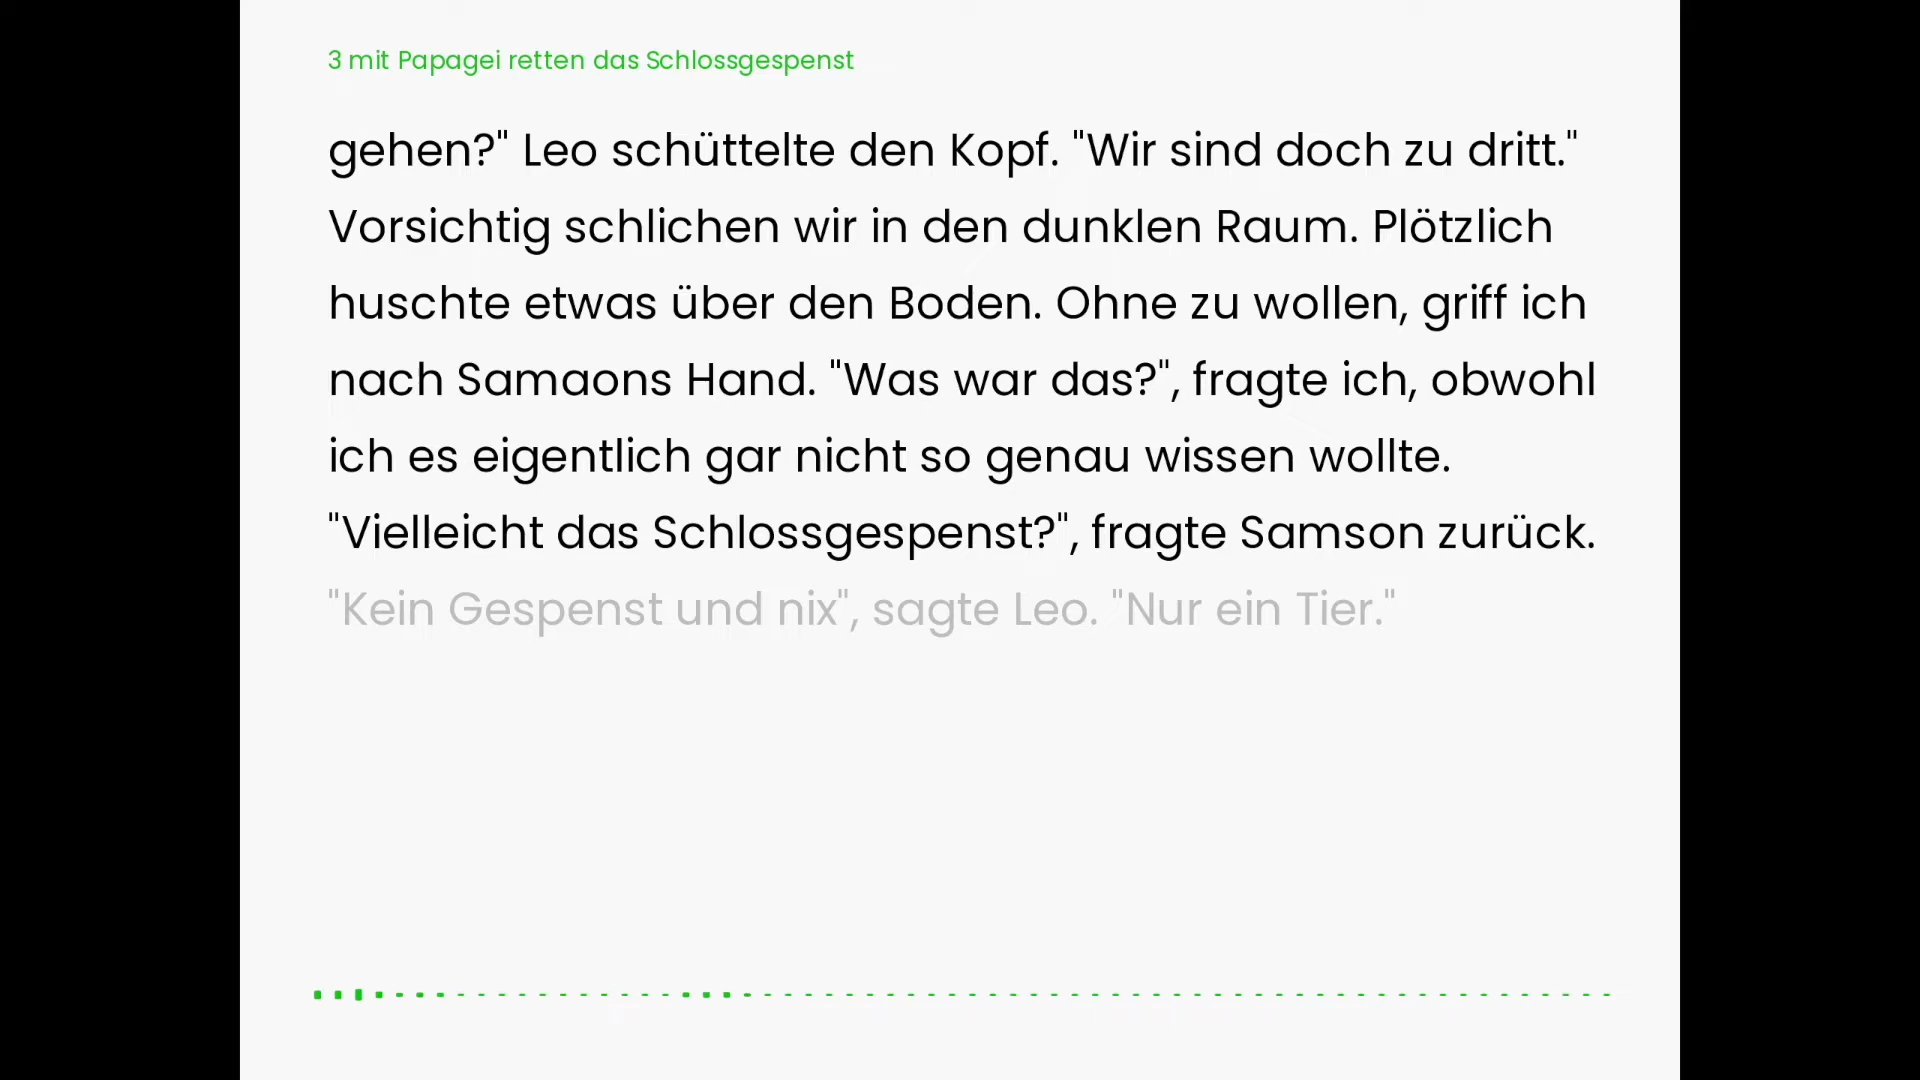 3 mit Papagei retten das Schlossgespenst
gehen?" Leo schüttelte den Kopf. "Wir sind doch zu dritt."
Vorsichtig schlichen wir in den dunklen Raum. Plötzlich
huschte etwas über den Boden. Ohne zu wollen, griff ich
nach Samaons Hand. "Was war das?", fragte ich, obwohl
ich es eigentlich gar nicht so genau wissen wollte.
"Vielleicht das Schlossgespenst?", fragte Samson zurück.
"Kein Gespenst und nix", sagte Leo. "Nur ein Tier."